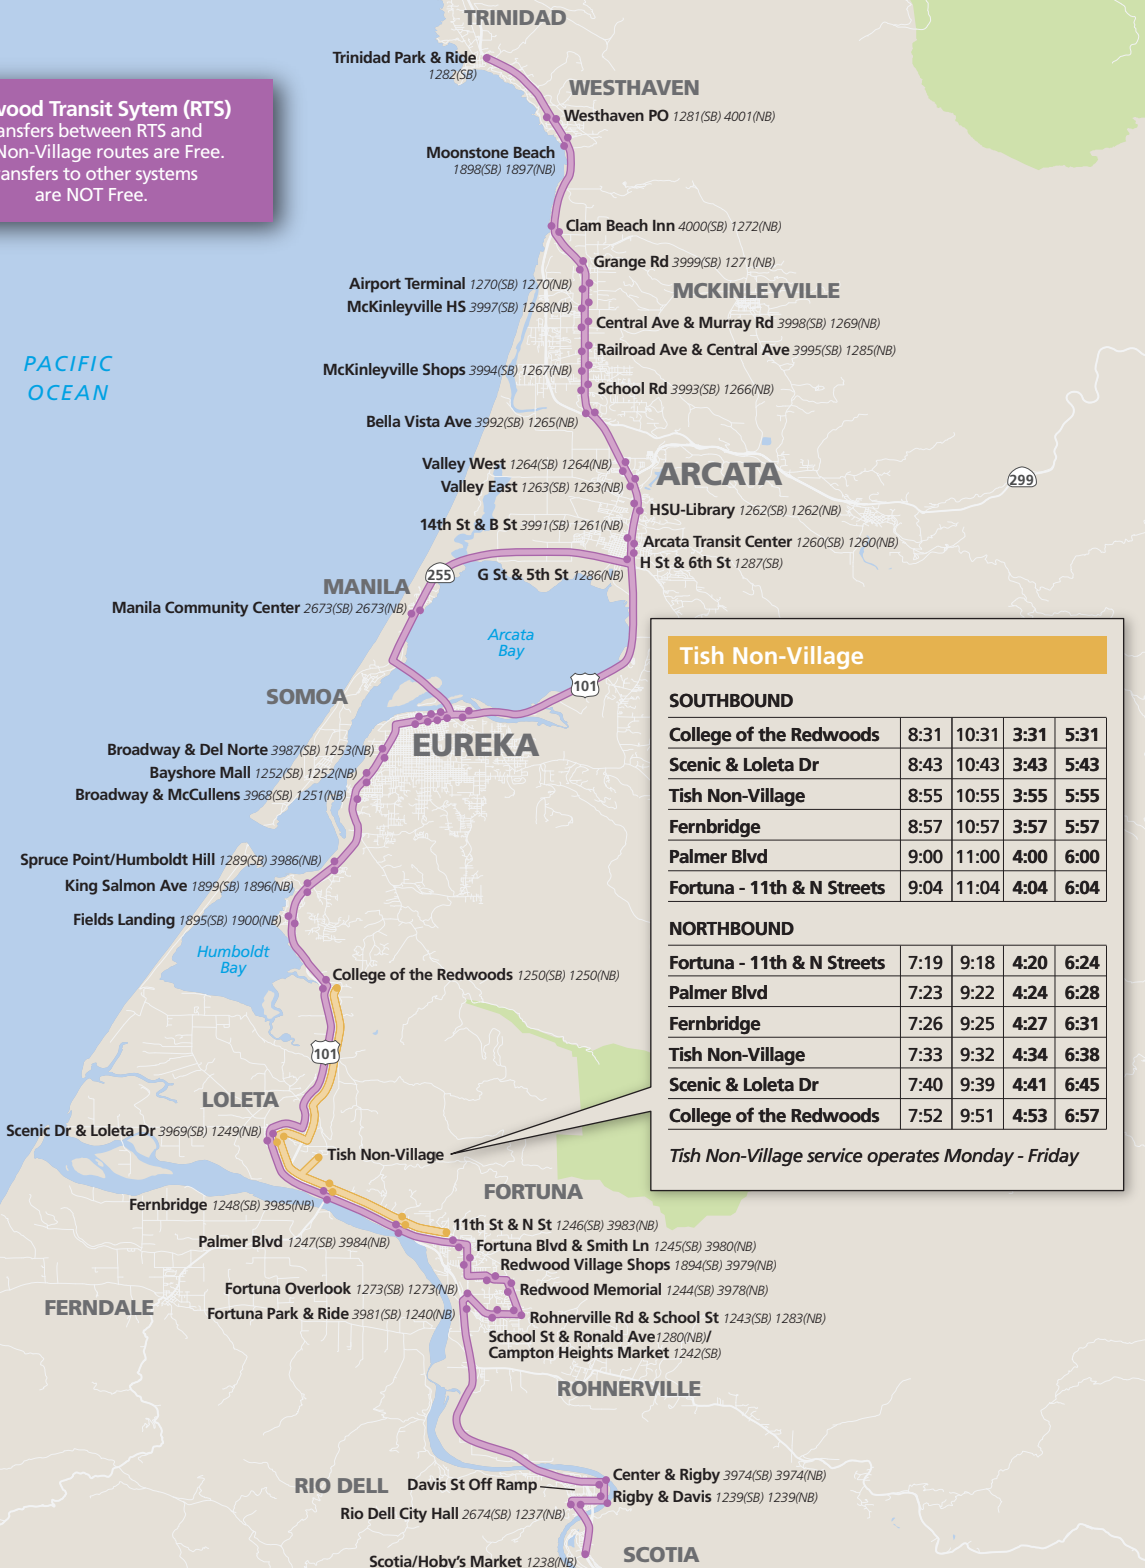 TRINIDAD
Trinidad Park & Ride
1282(SB)
WESTHAVEN
Westhaven PO 1281(SB) 4001(NB)
wood Transit Sytem (RTS)
ansfers between RTS and
Non-Village routes are Free.
ansfers to other systems
are NOT Free.
Moonstone Beach
1898(SB) 1897(NB)
Clam Beach Inn 4000(SB) 1272(NB)
Grange Rd 3999(SB) 1271(NB)
Airport Terminal 1270(SB) 1270(NB)
MCKINLEYVILLE
McKinleyville HS 3997(SB) 1268(NB)
Central Ave & Murray Rd 3998(SB) 1269(NB)
Railroad Ave & Central Ave 3995(SB) 1285(NB)
PACIFIC
OCEAN
McKinleyville Shops 3994(SB) 1267(NB)
School Rd 3993(SB) 1266(NB)
Bella Vista Ave 3992(SB) 1265(NB)
Valley West 1264(SB) 1264(NB)
ARCATA
299
Valley East 1263(SB) 1263(NB)
HSU-Library 1262(SB) 1262(NB)
14th St & B St 3991(SB) 1261(NB)
Arcata Transit Center 1260(SB) 1260(NB)
H St & 6th St 1287(SB)
255
G St & 5th St 1286(NB)
MANILA
Manila Community Center 2673(SB) 2673(NB)
Arcata
Bay
101
SOMOA
EUREKA
Broadway & Del Norte 3987(SB) 1253(NB)
Bayshore Mall 1252(SB) 1252(NB)
Broadway & McCullens 3968(SB) 1251(NB)
Spruce Point/Humboldt Hill 1289(SB) 3986(NB)
King Salmon Ave 1899(SB) 1896(NB)
Fields Landing 1895(SB) 1900(NB)
Humboldt
Bay
College of the Redwoods 1250(SB) 1250(NB)
101
LOLETA
Scenic Dr & Loleta Dr 3969(SB) 1249(NB)
Tish Non-Village
Tish Non-Village
SOUTHBOUND
College of the Redwoods 8:31 10:31 3:31 5:31
Scenic & Loleta Dr 8:43 10:43 3:43 5:43
Tish Non-Village 8:55 10:55 3:55 5:55
Fernbridge 8:57 10:57 3:57 5:57
Palmer Blvd 9:00 11:00 4:00 6:00
Fortuna - 11th & N Streets 9:04 11:04 4:04 6:04
NORTHBOUND
Fortuna - 11th & N Streets 7:19 9:18 4:20 6:24
Palmer Blvd 7:23 9:22 4:24 6:28
Fernbridge 7:26 9:25 4:27 6:31
Tish Non-Village 7:33 9:32 4:34 6:38
Scenic & Loleta Dr 7:40 9:39 4:41 6:45
College of the Redwoods 7:52 9:51 4:53 6:57
Tish Non-Village service operates Monday - Friday
FORTUNA
Fernbridge 1248(SB) 3985(NB)
11th St & N St 1246(SB) 3983(NB)
Palmer Blvd 1247(SB) 3984(NB)
Fortuna Blvd & Smith Ln 1245(SB) 3980(NB)
Redwood Village Shops 1894(SB) 3979(NB)
Fortuna Overlook 1273(SB) 1273(NB)
Redwood Memorial 1244(SB) 3978(NB)
FERNDALE
Fortuna Park & Ride 3981(SB) 1240(NB)
Rohnerville Rd & School St 1243(SB) 1283(NB)
School St & Ronald Ave1280(NB)/
Campton Heights Market 1242(SB)
ROHNERVILLE
RIO DELL
Davis St Off Ramp
Center & Rigby 3974(SB) 3974(NB)
Rigby & Davis 1239(SB) 1239(NB)
Rio Dell City Hall 2674(SB) 1237(NB)
SCOTIA
Scotia/Hoby's Market 1238(NB)